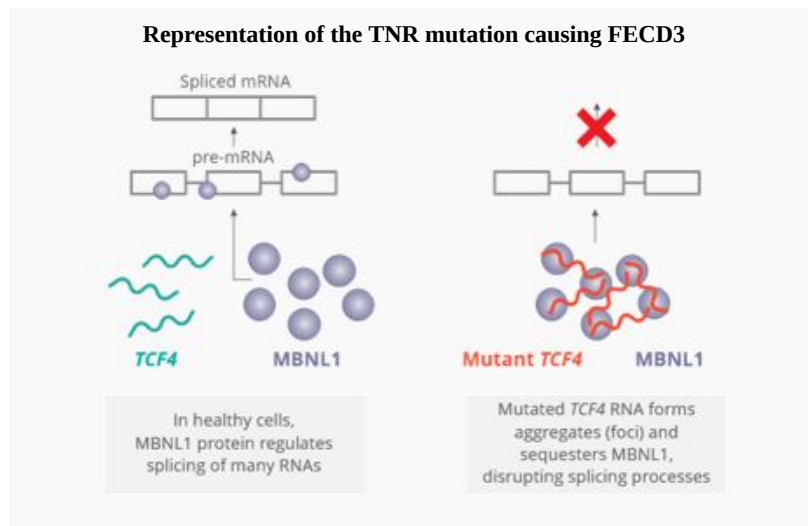 Representation of the TNR mutation causing FECD3
Spliced mRNA
pre-mRNA
TCF4
MBNL1
In healthy cells,
MBNL1 protein regulates
splicing of many RNAs
Mutant TCF4
MBNL1
Mutated TCF4 RNA forms
aggregates (foci) and
sequesters MBNL1,
disrupting splicing processes